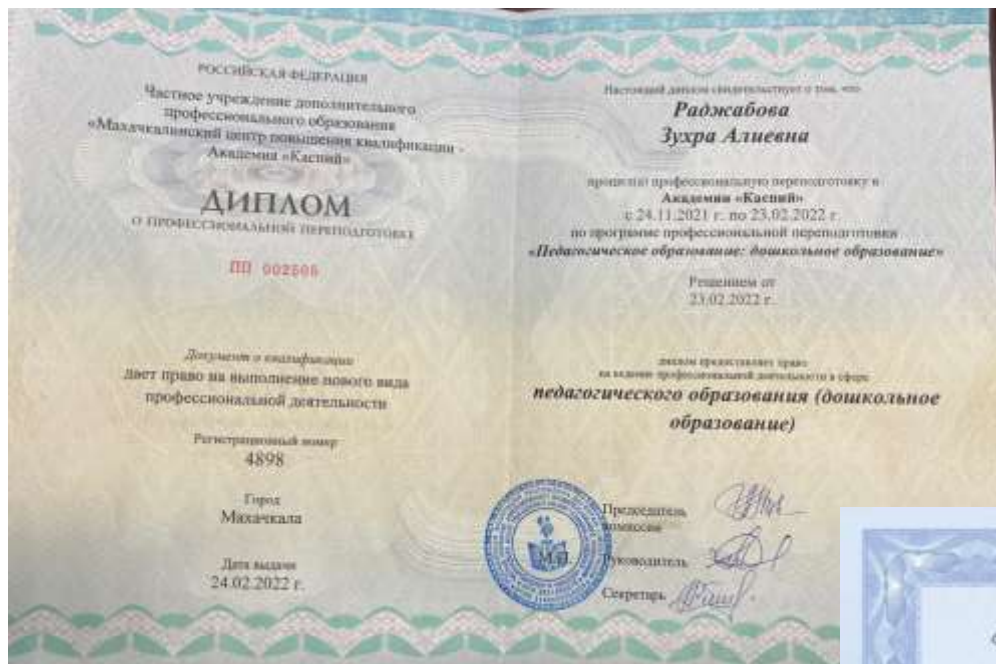 РОССИЙСКАЯ ФЕДЕРАЦИЯ
Частное учреждение дополнительного
профессионального образования
«Махачкалинский центр повышения квалификации -
Академия «Каспий»
ДИПЛОМ
О ПРОФЕССИОНАЛЬНОЙ ПЕРЕПОДГОТОВКЕ
ПП 002505
Документ о квалификации
дает право на выполнение нового вида
профессиональной деятельности
Регистрационный номер
4898
Город
Махачкала
Дата выдачи
24.02.2022 г.
Настоящий диплом свидетельствует о том, что
Раджабова
Зухра Алиевна
прошел(а) профессиональную переподготовку в
Академии «Каспий»
с 24.11.2021 г. по 23.02.2022 г.
по программе профессиональной переподготовки
«Педагогическое образование: дошкольное образование»
Решением от
23.02.2022 г.
диплом предоставляет право
на ведение профессиональной деятельности в сфере
педагогического образования (дошкольное
образование)
Председатель
комиссии
М.П.
Руководитель
Секретарь